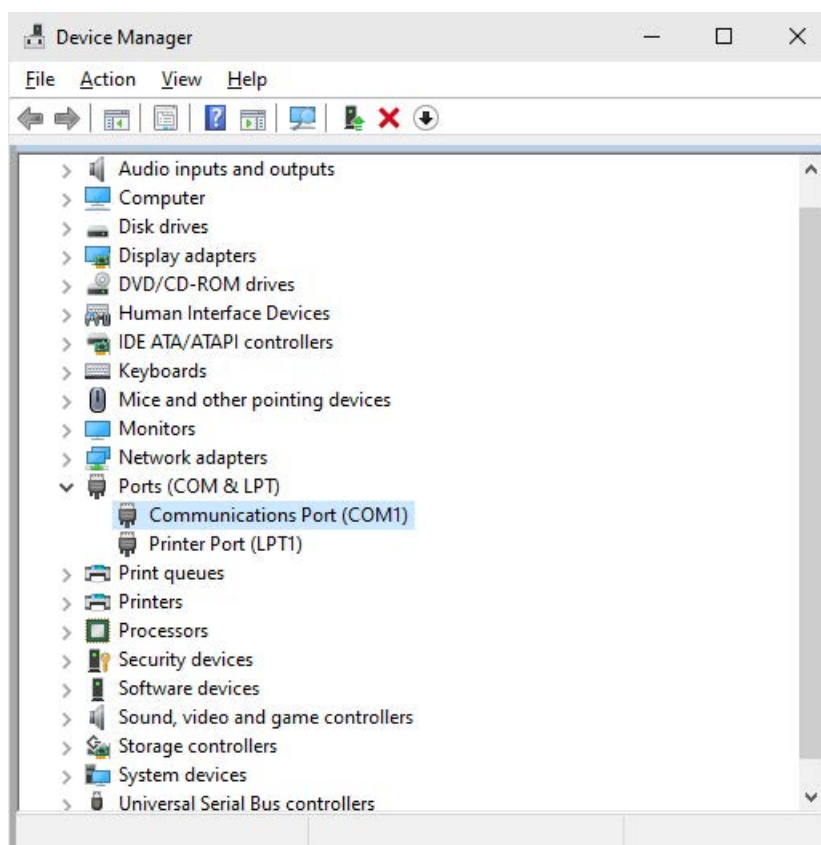 Device Manager
File Action View Help
Audio inputs and outputs
Computer
Disk drives
Display adapters
DVD/CD-ROM drives
Human Interface Devices
IDE ATA/ATAPI controllers
Keyboards
Mice and other pointing devices
Monitors
Network adapters
Ports (COM & LPT)
Communications Port (COM1)
Printer Port (LPT1)
Print queues
Printers
Processors
Security devices
Software devices
Sound, video and game controllers
Storage controllers
System devices
Universal Serial Bus controllers